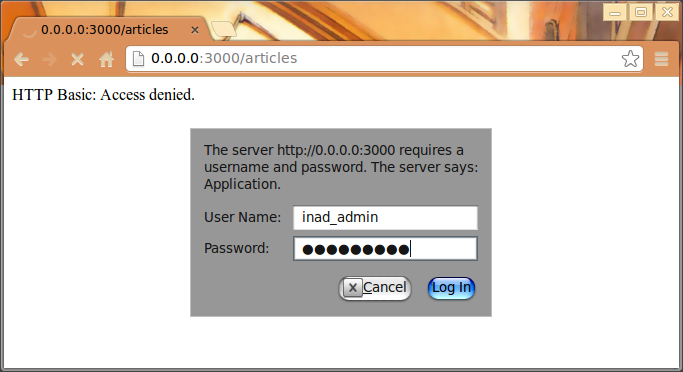 0.0.0.0:3000/articles
0.0.0.0:3000/articles
HTTP Basic: Access denied.
The server http://0.0.0.0:3000 requires a
username and password. The server says:
Application.
User Name: inad_admin
Password: ●●●●●●●●●
Cancel Log In